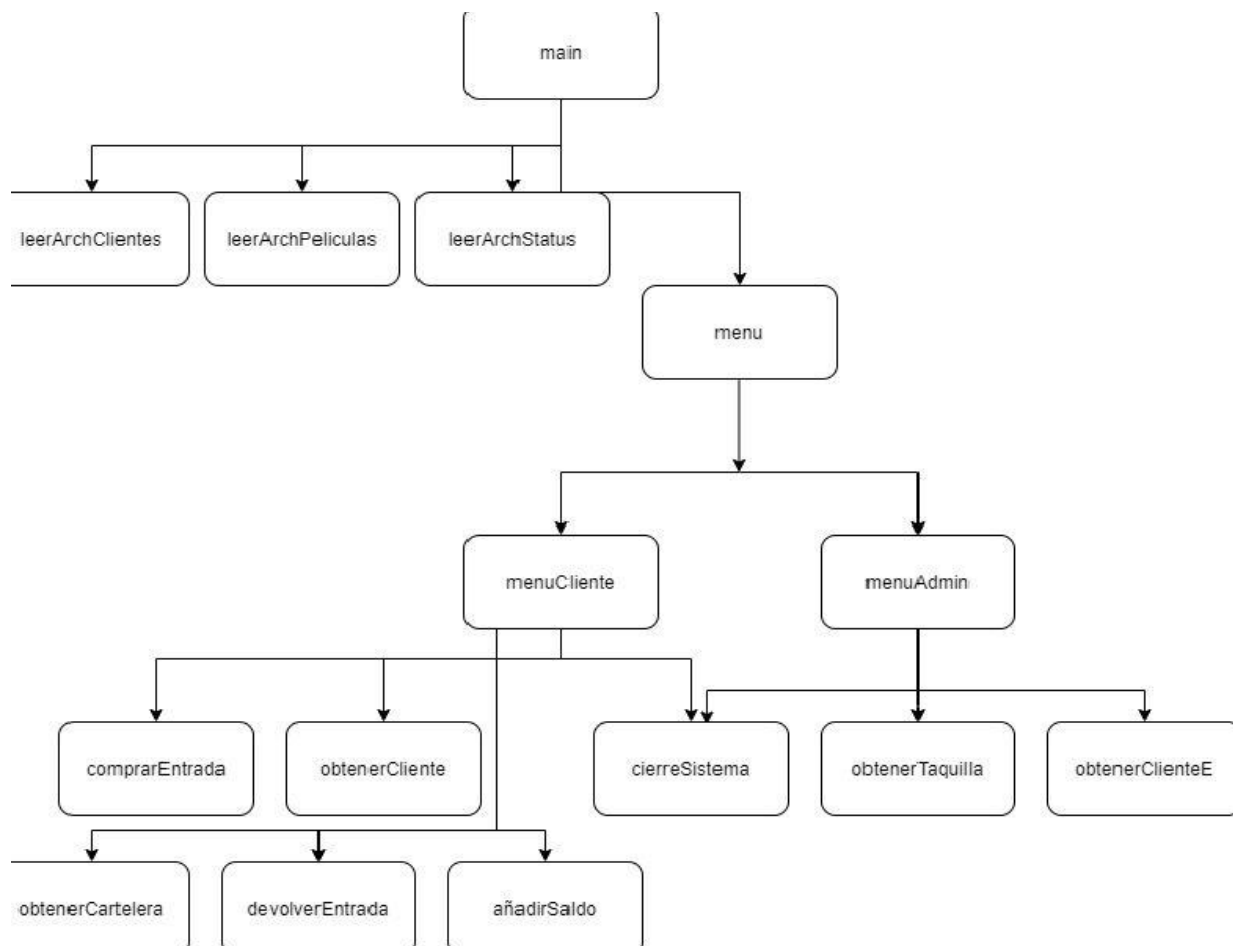 main
leerArchClientes
leerArchPeliculas
leerArchStatus
menu
menuCliente
menuAdmin
comprarEntrada
obtenerCliente
cierreSistema
obtenerTaquilla
obtenerClienteE
obtenerCartelera
devolverEntrada
añadirSaldo